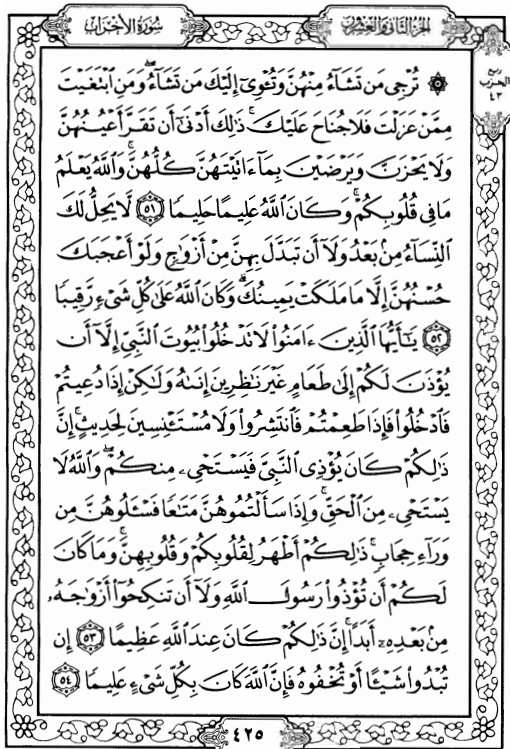 الجزء الثاني والعشرون
سورة الأحزاب
ربع
الحزب
٤٣
۞ تُرْجِى مَن تَشَآءُ مِنْهُنَّ وَتُـْٔوِىٓ إِلَيْكَ مَن تَشَآءُ ۖ وَمَنِ ٱبْتَغَيْتَ
مِمَّنْ عَزَلْتَ فَلَا جُنَاحَ عَلَيْكَ ۚ ذَٰلِكَ أَدْنَىٰٓ أَن تَقَرَّ أَعْيُنُهُنَّ
وَلَا يَحْزَنَّ وَيَرْضَيْنَ بِمَآ ءَاتَيْتَهُنَّ كُلُّهُنَّ ۚ وَٱللَّهُ يَعْلَمُ
مَا فِى قُلُوبِكُمْ ۚ وَكَانَ ٱللَّهُ عَلِيمًا حَلِيمًا ٥١ لَّا يَحِلُّ لَكَ
ٱلنِّسَآءُ مِنۢ بَعْدُ وَلَآ أَن تَبَدَّلَ بِهِنَّ مِنْ أَزْوَٰجٍ وَلَوْ أَعْجَبَكَ
حُسْنُهُنَّ إِلَّا مَا مَلَكَتْ يَمِينُكَ ۗ وَكَانَ ٱللَّهُ عَلَىٰ كُلِّ شَىْءٍ رَّقِيبًا
٥٢ يَـٰٓأَيُّهَا ٱلَّذِينَ ءَامَنُوا۟ لَا تَدْخُلُوا۟ بُيُوتَ ٱلنَّبِىِّ إِلَّآ أَن
يُؤْذَنَ لَكُمْ إِلَىٰ طَعَامٍ غَيْرَ نَـٰظِرِينَ إِنَىٰهُ وَلَـٰكِنْ إِذَا دُعِيتُمْ
فَٱدْخُلُوا۟ فَإِذَا طَعِمْتُمْ فَٱنتَشِرُوا۟ وَلَا مُسْتَـْٔنِسِينَ لِحَدِيثٍ ۚ إِنَّ
ذَٰلِكُمْ كَانَ يُؤْذِى ٱلنَّبِىَّ فَيَسْتَحْىِۦ مِنكُمْ ۖ وَٱللَّهُ لَا
يَسْتَحْىِۦ مِنَ ٱلْحَقِّ ۚ وَإِذَا سَأَلْتُمُوهُنَّ مَتَـٰعًا فَسْـَٔلُوهُنَّ مِن
وَرَآءِ حِجَابٍ ۚ ذَٰلِكُمْ أَطْهَرُ لِقُلُوبِكُمْ وَقُلُوبِهِنَّ ۚ وَمَا كَانَ
لَكُمْ أَن تُؤْذُوا۟ رَسُولَ ٱللَّهِ وَلَآ أَن تَنكِحُوٓا۟ أَزْوَٰجَهُۥ
مِنۢ بَعْدِهِۦٓ أَبَدًا ۚ إِنَّ ذَٰلِكُمْ كَانَ عِندَ ٱللَّهِ عَظِيمًا ٥٣ إِن
تُبْدُوا۟ شَيْـًٔا أَوْ تُخْفُوهُ فَإِنَّ ٱللَّهَ كَانَ بِكُلِّ شَىْءٍ عَلِيمًا ٥٤
٤٢٥